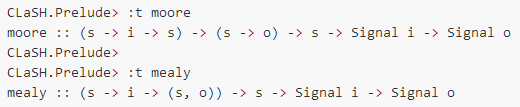 CLaSH.Prelude> :t moore
moore :: (s -> i -> s) -> (s -> o) -> s -> Signal i -> Signal o
CLaSH.Prelude>
CLaSH.Prelude> :t mealy
mealy :: (s -> i -> (s, o)) -> s -> Signal i -> Signal o